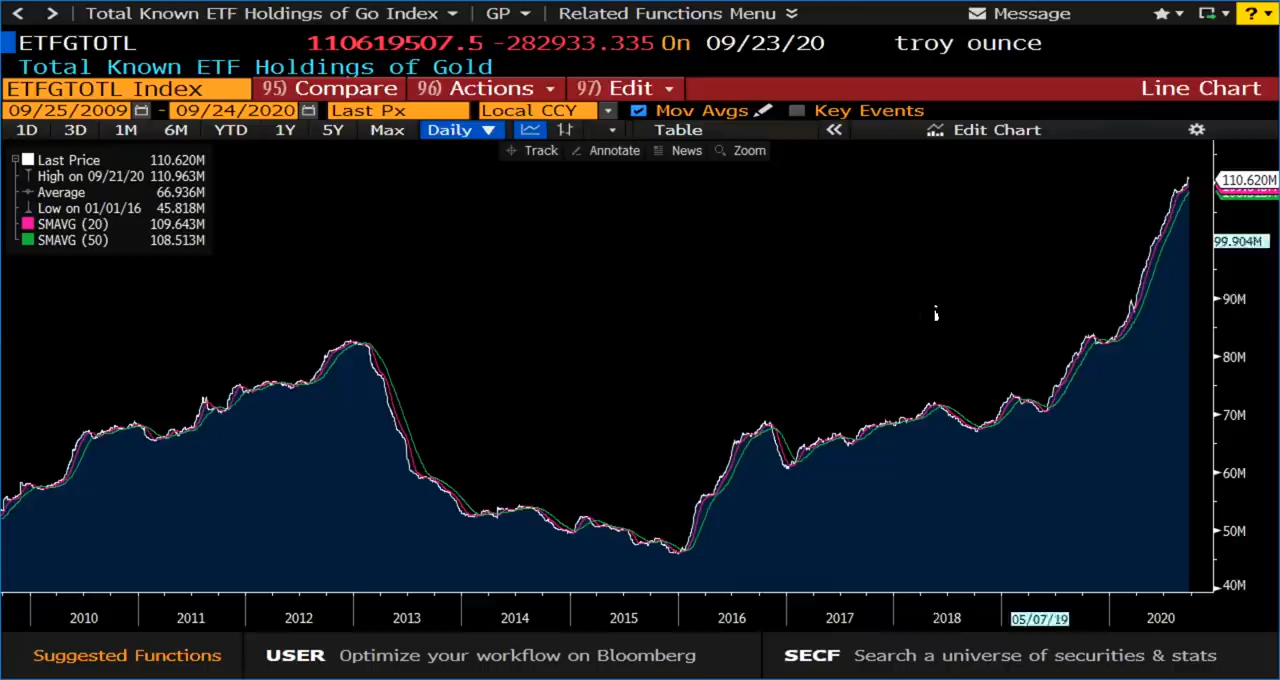 Total Known ETF Holdings of Go Index GP Related Functions Menu Message ?
ETFGTOTL 110619507.5 -282933.335 On 09/23/20 troy ounce
Total Known ETF Holdings of Gold
ETFGTOTL Index 95) Compare 96) Actions 97) Edit Line Chart
09/25/2009 - 09/24/2020 Last Px Local CCY Mov Avgs Key Events
1D 3D 1M 6M YTD 1Y 5Y Max Daily Table Edit Chart
Track Annotate News Zoom
Last Price 110.620M
High on 09/21/20 110.963M
Average 66.936M
Low on 01/01/16 45.818M
SMAVG (20) 109.643M
SMAVG (50) 108.513M
110.620M
99.904M
90M
80M
70M
60M
50M
40M
2010 2011 2012 2013 2014 2015 2016 2017 2018 05/07/19 2020
Suggested Functions USER Optimize your workflow on Bloomberg SECF Search a universe of securities & stats